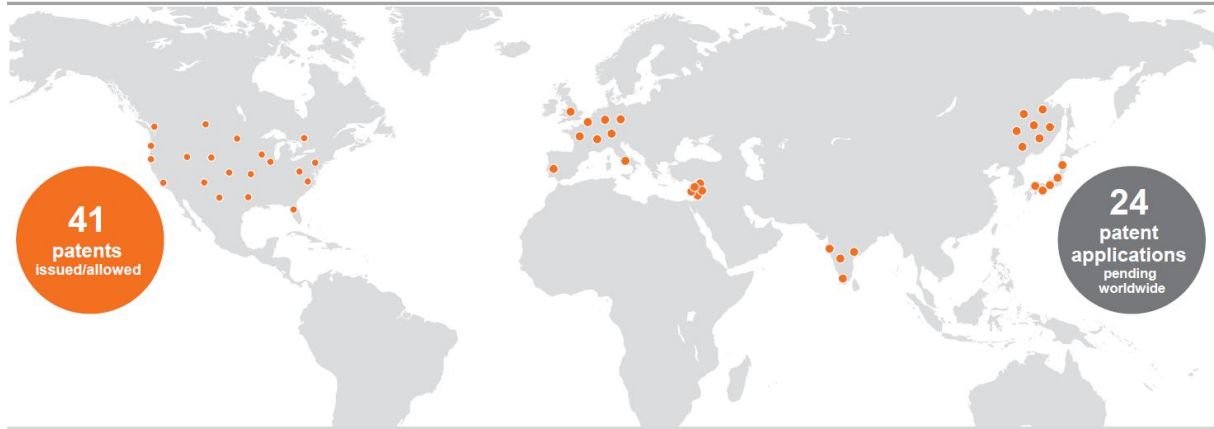 41
patents
issued/allowed
24
patent
applications
pending
worldwide